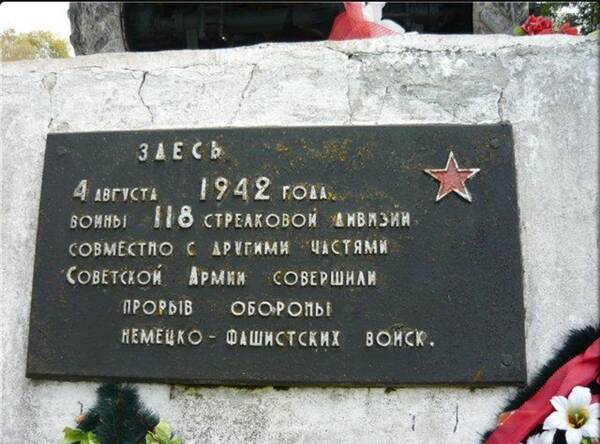 ЗДЕСЬ
4 АВГУСТА 1942 ГОДА
ВОИНЫ 118 СТРЕЛКОВОЙ ДИВИЗИИ
СОВМЕСТНО С ДРУГИМИ ЧАСТЯМИ
СОВЕТСКОЙ АРМИИ СОВЕРШИЛИ
ПРОРЫВ ОБОРОНЫ
НЕМЕЦКО-ФАШИСТСКИХ ВОЙСК.